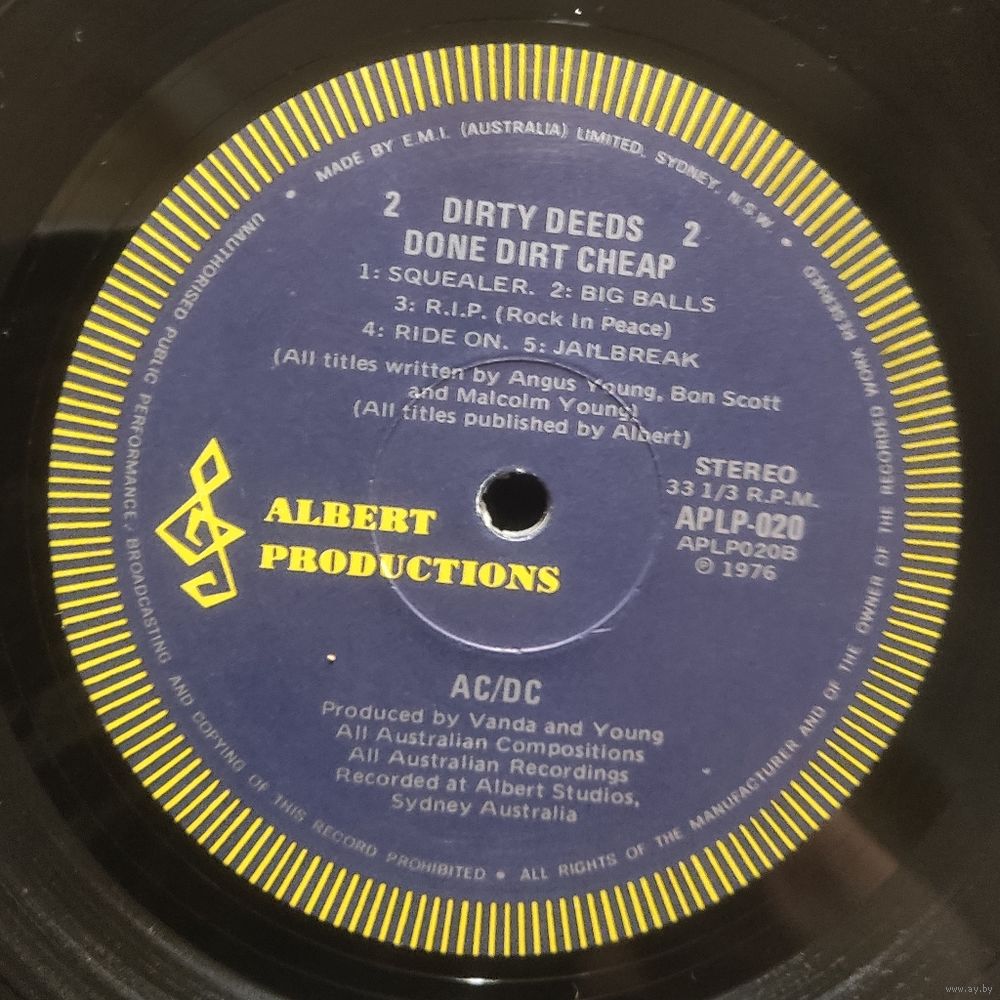 MADE BY E.M.I. (AUSTRALIA) LIMITED, SYDNEY, N.S.W.
2 DIRTY DEEDS 2
DONE DIRT CHEAP
1: SQUEALER. 2: BIG BALLS
3: R.I.P. (Rock In Peace)
4: RIDE ON. 5: JAILBREAK
(All titles written by Angus Young, Bon Scott
and Malcolm Young)
(All titles published by Albert)
STEREO
33 1/3 R.P.M.
APLP-020
APLP020B
℗ 1976
ALBERT
PRODUCTIONS
AC/DC
Produced by Vanda and Young
All Australian Compositions
All Australian Recordings
Recorded at Albert Studios,
Sydney Australia
UNAUTHORISED PUBLIC PERFORMANCE, BROADCASTING AND COPYING OF THIS RECORD PROHIBITED • ALL RIGHTS OF THE MANUFACTURER AND OF THE OWNER OF THE RECORDED WORK RESERVED
www.ay.by